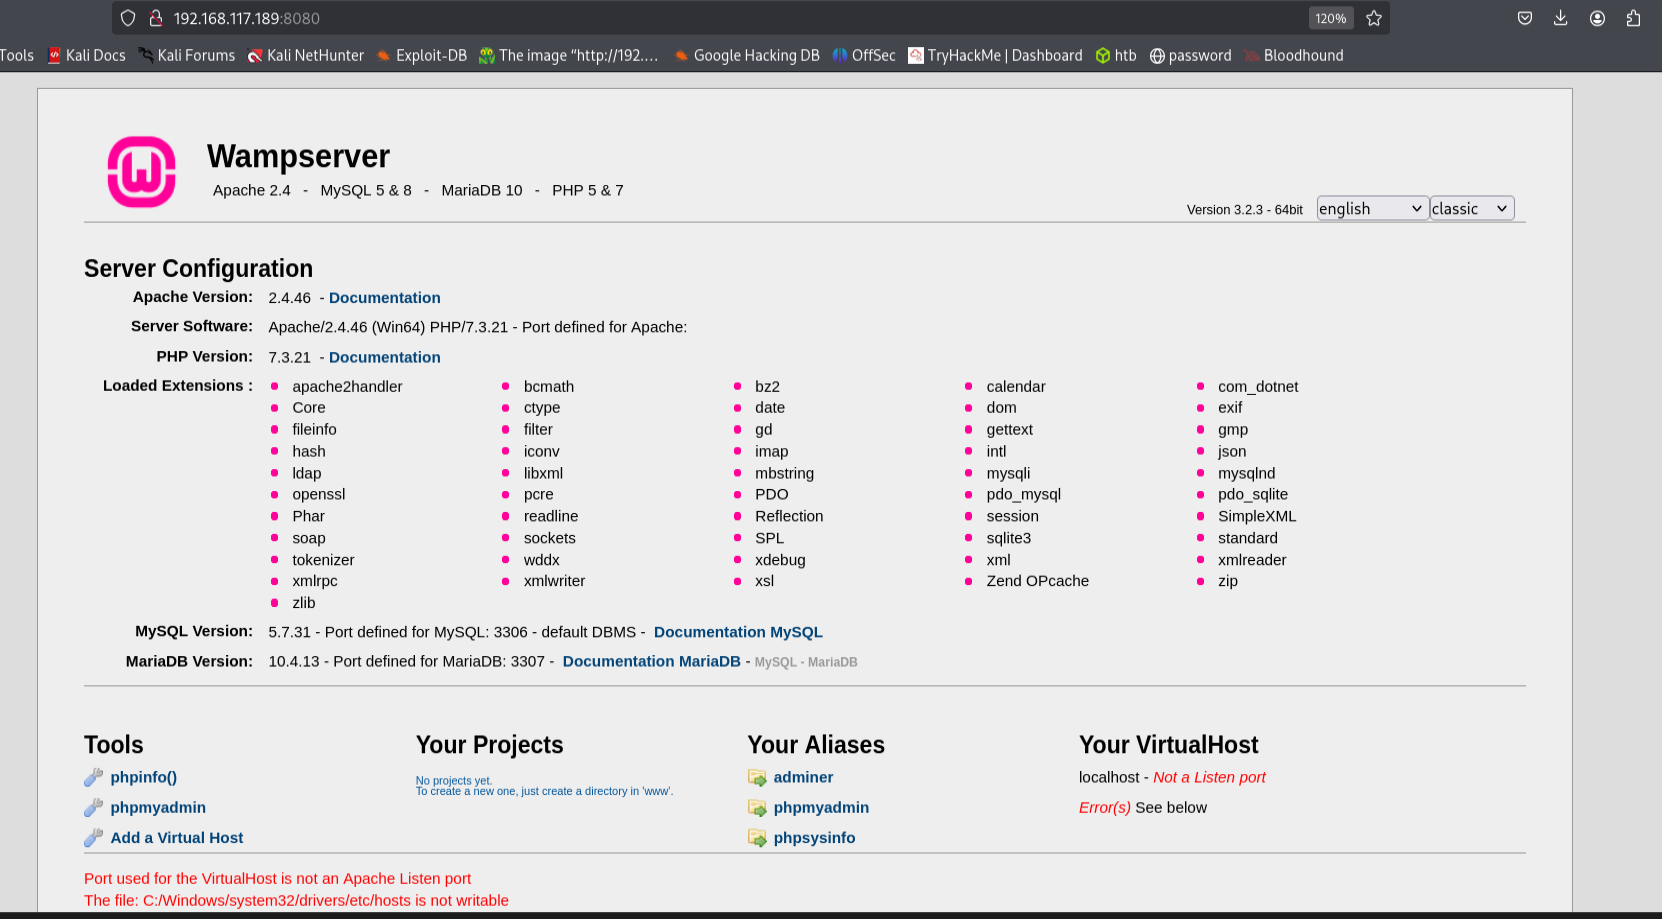 192.168.117.189:8080 120%
Tools Kali Docs Kali Forums Kali NetHunter Exploit-DB The image “http://192.… Google Hacking DB OffSec TryHackMe | Dashboard htb password Bloodhound
Wampserver
Apache 2.4 - MySQL 5 & 8 - MariaDB 10 - PHP 5 & 7
Version 3.2.3 - 64bit english classic
Server Configuration
Apache Version: 2.4.46 - Documentation
Server Software: Apache/2.4.46 (Win64) PHP/7.3.21 - Port defined for Apache:
PHP Version: 7.3.21 - Documentation
Loaded Extensions : apache2handler bcmath bz2 calendar com_dotnet
Core ctype date dom exif
fileinfo filter gd gettext gmp
hash iconv imap intl json
ldap libxml mbstring mysqli mysqlnd
openssl pcre PDO pdo_mysql pdo_sqlite
Phar readline Reflection session SimpleXML
soap sockets SPL sqlite3 standard
tokenizer wddx xdebug xml xmlreader
xmlrpc xmlwriter xsl Zend OPcache zip
zlib
MySQL Version: 5.7.31 - Port defined for MySQL: 3306 - default DBMS - Documentation MySQL
MariaDB Version: 10.4.13 - Port defined for MariaDB: 3307 - Documentation MariaDB - MySQL - MariaDB
Tools
phpinfo()
phpmyadmin
Add a Virtual Host
Your Projects
No projects yet.
To create a new one, just create a directory in 'www'.
Your Aliases
adminer
phpmyadmin
phpsysinfo
Your VirtualHost
localhost - Not a Listen port
Error(s) See below
Port used for the VirtualHost is not an Apache Listen port
The file: C:/Windows/system32/drivers/etc/hosts is not writable